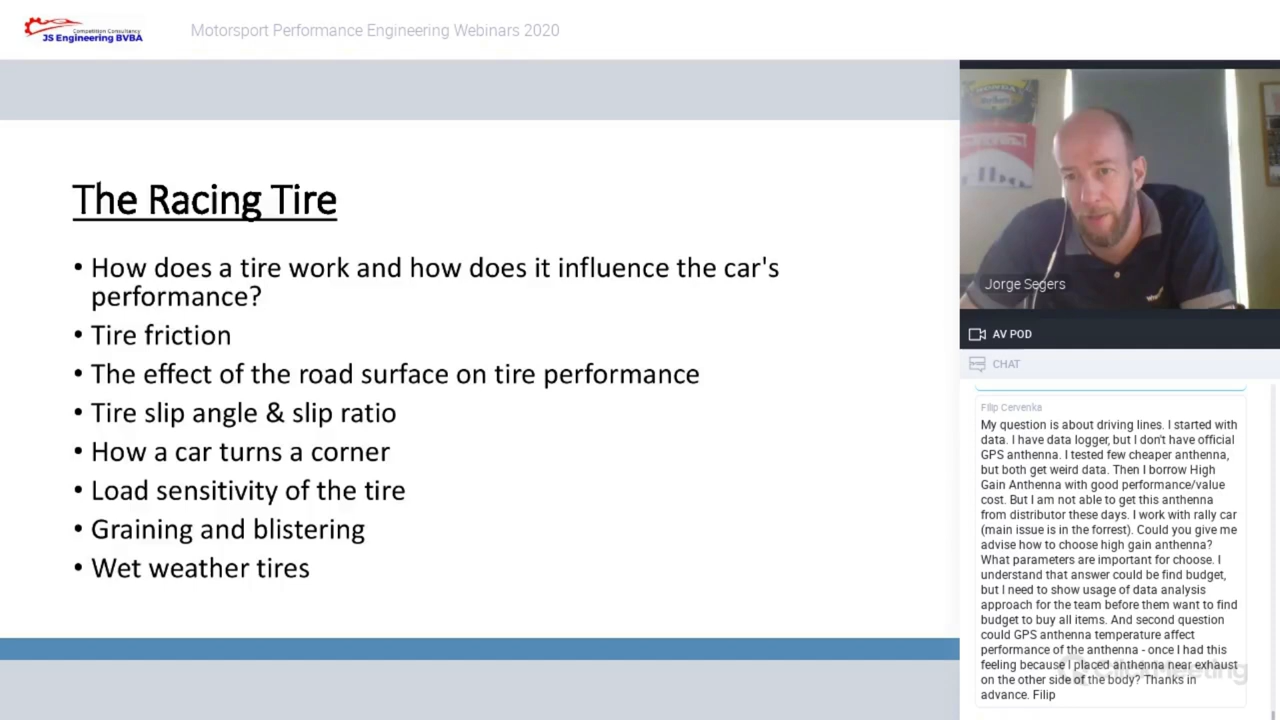 Competition Consultancy
JS Engineering BVBA
Motorsport Performance Engineering Webinars 2020
The Racing Tire
• How does a tire work and how does it influence the car's
performance?
• Tire friction
• The effect of the road surface on tire performance
• Tire slip angle & slip ratio
• How a car turns a corner
• Load sensitivity of the tire
• Graining and blistering
• Wet weather tires
HONDA
Jorge Segers
AV POD
CHAT
Filip Cervenka
My question is about driving lines. I started with
data. I have data logger, but I don't have official
GPS anthenna. I tested few cheaper anthenna,
but both get weird data. Then I borrow High
Gain Anthenna with good performance/value
cost. But I am not able to get this anthenna
from distributor these days. I work with rally car
(main issue is in the forrest). Could you give me
advise how to choose high gain anthenna?
What parameters are important for choose. I
understand that answer could be find budget,
but I need to show usage of data analysis
approach for the team before them want to find
budget to buy all items. And second question
could GPS anthenna temperature affect
performance of the anthenna - once I had this
feeling because I placed anthenna near exhaust
on the other side of the body? Thanks in
advance. Filip